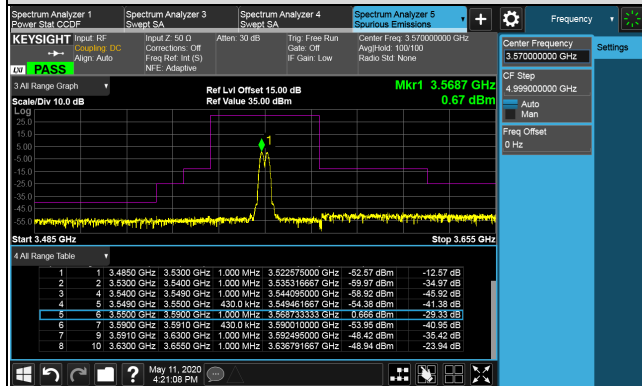 Spectrum Analyzer 1
Power Stat CCDF
Spectrum Analyzer 3
Swept SA
Spectrum Analyzer 4
Swept SA
Spectrum Analyzer 5
Spurious Emissions
+
Frequency
KEYSIGHT
LXI PASS
Input: RF
Coupling: DC
Align: Auto
Input Z: 50 Ω
Corrections: Off
Freq Ref: Int (S)
NFE: Adaptive
Atten: 30 dB
Trig: Free Run
Gate: Off
IF Gain: Low
Center Freq: 3.570000000 GHz
Avg|Hold: 100/100
Radio Std: None
Center Frequency
3.570000000 GHz
Settings
CF Step
4.999000000 GHz
Auto
Man
Freq Offset
0 Hz
3 All Range Graph
Scale/Div 10.0 dB
Ref Lvl Offset 15.00 dB
Ref Value 35.00 dBm
Mkr1 3.5687 GHz
0.67 dBm
Log
25.0
15.0
5.00
-5.00
-15.0
-25.0
-35.0
-45.0
-55.0
1
Start 3.485 GHz
Stop 3.655 GHz
4 All Range Table
1 1 3.4850 GHz 3.5300 GHz 1.000 MHz 3.522575000 GHz -52.57 dBm -12.57 dB
2 2 3.5300 GHz 3.5400 GHz 1.000 MHz 3.535316667 GHz -59.97 dBm -34.97 dB
3 4 3.5400 GHz 3.5490 GHz 1.000 MHz 3.544095000 GHz -58.92 dBm -45.92 dB
4 5 3.5490 GHz 3.5500 GHz 430.0 kHz 3.549461667 GHz -54.38 dBm -41.38 dB
5 6 3.5500 GHz 3.5900 GHz 1.000 MHz 3.568733333 GHz 0.666 dBm -29.33 dB
6 7 3.5900 GHz 3.5910 GHz 430.0 kHz 3.590010000 GHz -53.95 dBm -40.95 dB
7 9 3.5910 GHz 3.6300 GHz 1.000 MHz 3.592495000 GHz -48.42 dBm -35.42 dB
8 10 3.6300 GHz 3.6550 GHz 1.000 MHz 3.636791667 GHz -48.94 dBm -23.94 dB
?
May 11, 2020
4:21:08 PM